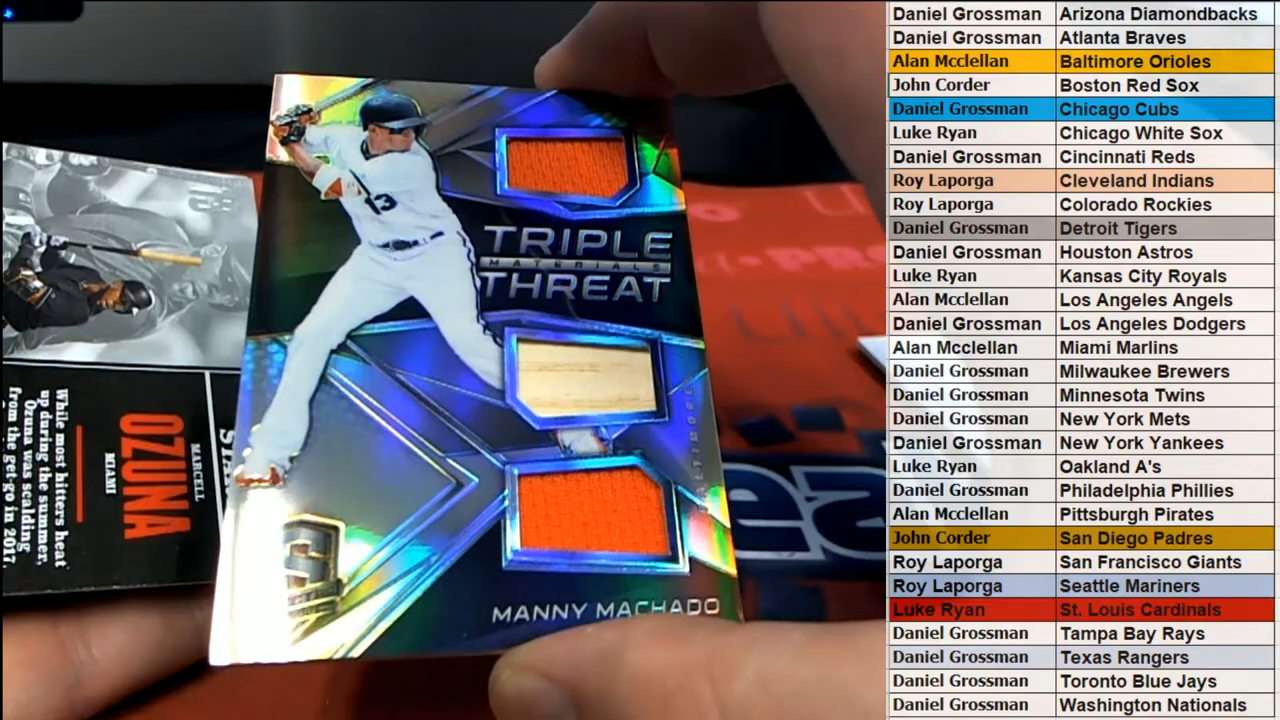 13
TRIPLE
MATERIALS
THREAT
MANNY MACHADO
OZUNA
MARCELL
MIAMI
While most hitters heat
up during the summer,
Ozuna was scalding
from the get-go in 2017,
Daniel Grossman Arizona Diamondbacks
Daniel Grossman Atlanta Braves
Alan Mcclellan Baltimore Orioles
John Corder Boston Red Sox
Daniel Grossman Chicago Cubs
Luke Ryan Chicago White Sox
Daniel Grossman Cincinnati Reds
Roy Laporga Cleveland Indians
Roy Laporga Colorado Rockies
Daniel Grossman Detroit Tigers
Daniel Grossman Houston Astros
Luke Ryan Kansas City Royals
Alan Mcclellan Los Angeles Angels
Daniel Grossman Los Angeles Dodgers
Alan Mcclellan Miami Marlins
Daniel Grossman Milwaukee Brewers
Daniel Grossman Minnesota Twins
Daniel Grossman New York Mets
Daniel Grossman New York Yankees
Luke Ryan Oakland A's
Daniel Grossman Philadelphia Phillies
Alan Mcclellan Pittsburgh Pirates
John Corder San Diego Padres
Roy Laporga San Francisco Giants
Roy Laporga Seattle Mariners
Luke Ryan St. Louis Cardinals
Daniel Grossman Tampa Bay Rays
Daniel Grossman Texas Rangers
Daniel Grossman Toronto Blue Jays
Daniel Grossman Washington Nationals